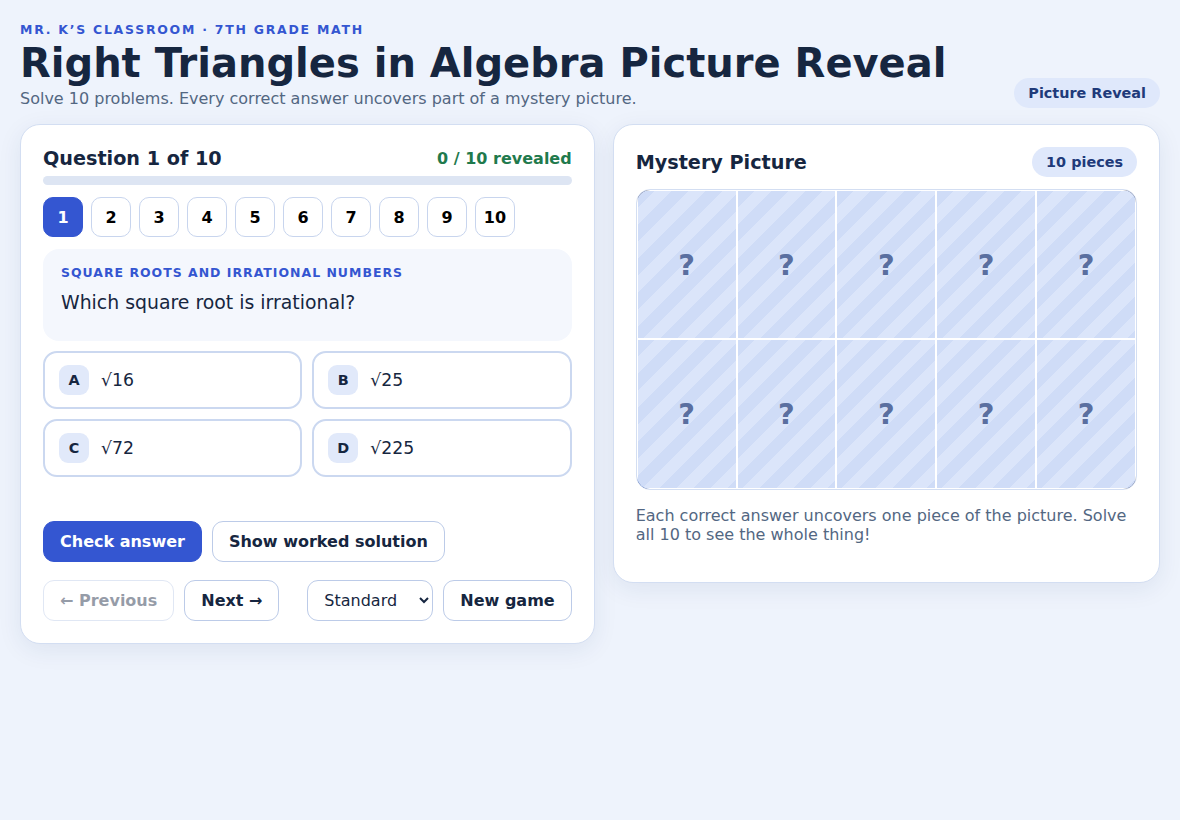 MR. K’S CLASSROOM · 7TH GRADE MATH
Right Triangles in Algebra Picture Reveal
Solve 10 problems. Every correct answer uncovers part of a mystery picture.
Picture Reveal
Question 1 of 10
0 / 10 revealed
1 2 3 4 5 6 7 8 9 10
SQUARE ROOTS AND IRRATIONAL NUMBERS
Which square root is irrational?
A √16
B √25
C √72
D √225
Check answer
Show worked solution
← Previous
Next →
Standard
New game
Mystery Picture
10 pieces
? ? ? ? ?
? ? ? ? ?
Each correct answer uncovers one piece of the picture. Solve
all 10 to see the whole thing!